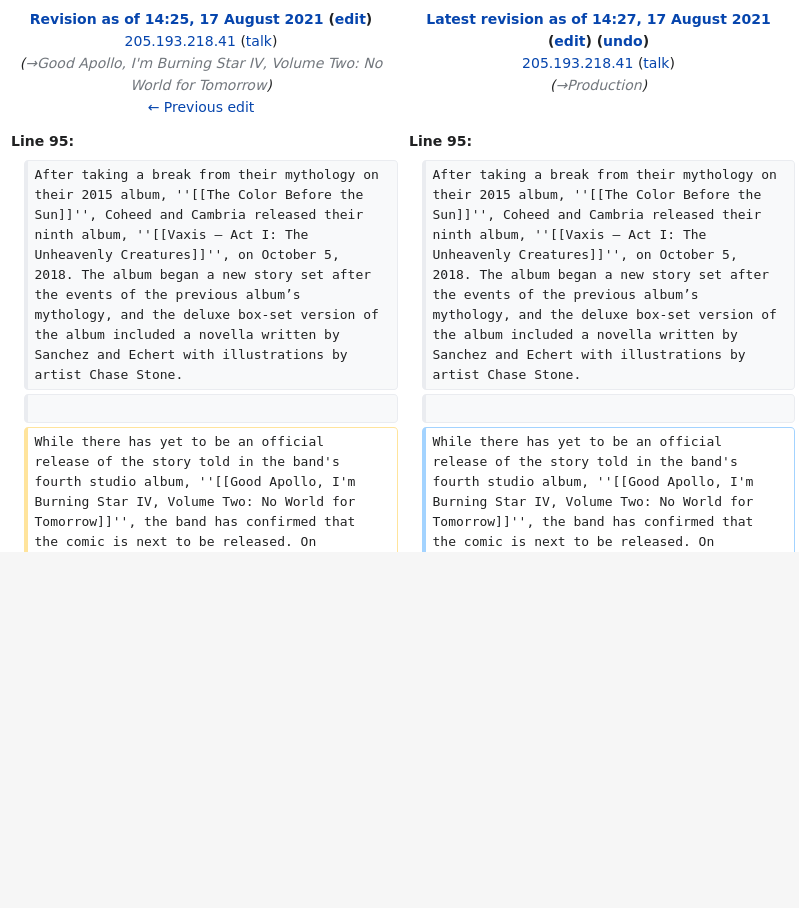 Revision as of 14:25, 17 August 2021 (edit)
205.193.218.41 (talk)
(→Good Apollo, I'm Burning Star IV, Volume Two: No
World for Tomorrow)
← Previous edit
Latest revision as of 14:27, 17 August 2021
(edit) (undo)
205.193.218.41 (talk)
(→Production)
Line 95:
Line 95:
After taking a break from their mythology on
their 2015 album, ''[[The Color Before the
Sun]]'', Coheed and Cambria released their
ninth album, ''[[Vaxis – Act I: The
Unheavenly Creatures]]'', on October 5,
2018. The album began a new story set after
the events of the previous album’s
mythology, and the deluxe box-set version of
the album included a novella written by
Sanchez and Echert with illustrations by
artist Chase Stone.
After taking a break from their mythology on
their 2015 album, ''[[The Color Before the
Sun]]'', Coheed and Cambria released their
ninth album, ''[[Vaxis – Act I: The
Unheavenly Creatures]]'', on October 5,
2018. The album began a new story set after
the events of the previous album’s
mythology, and the deluxe box-set version of
the album included a novella written by
Sanchez and Echert with illustrations by
artist Chase Stone.
While there has yet to be an official
release of the story told in the band's
fourth studio album, ''[[Good Apollo, I'm
Burning Star IV, Volume Two: No World for
Tomorrow]]'', the band has confirmed that
the comic is next to be released. On
While there has yet to be an official
release of the story told in the band's
fourth studio album, ''[[Good Apollo, I'm
Burning Star IV, Volume Two: No World for
Tomorrow]]'', the band has confirmed that
the comic is next to be released. On